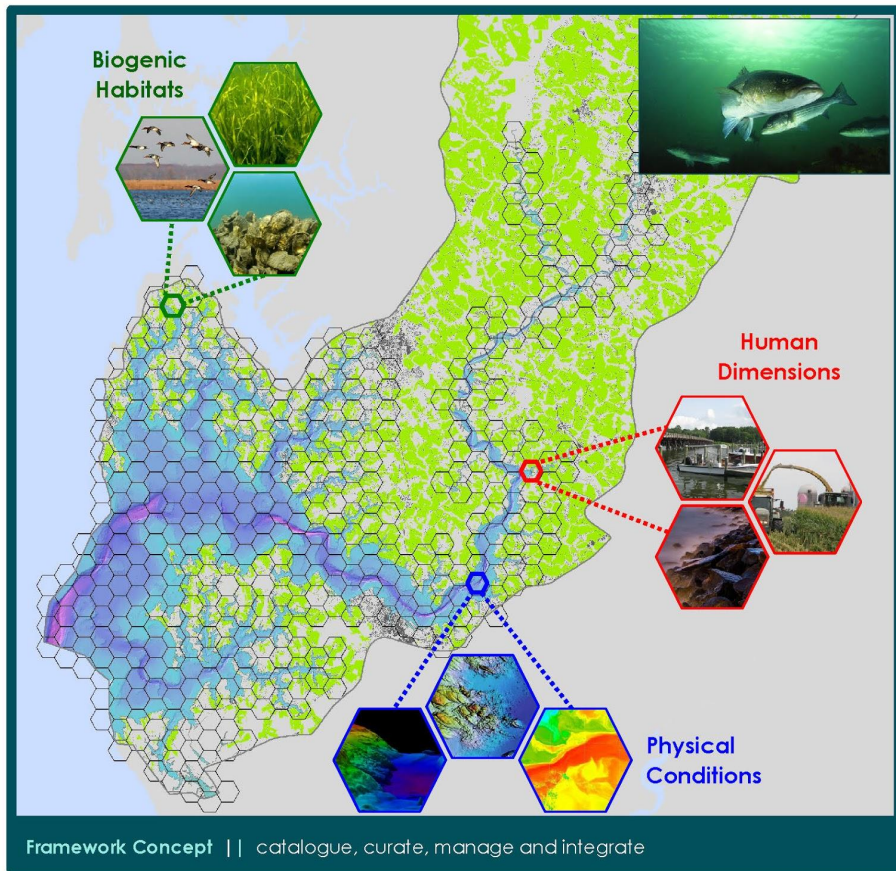 Biogenic
Habitats
Human
Dimensions
Physical
Conditions
Framework Concept || catalogue, curate, manage and integrate